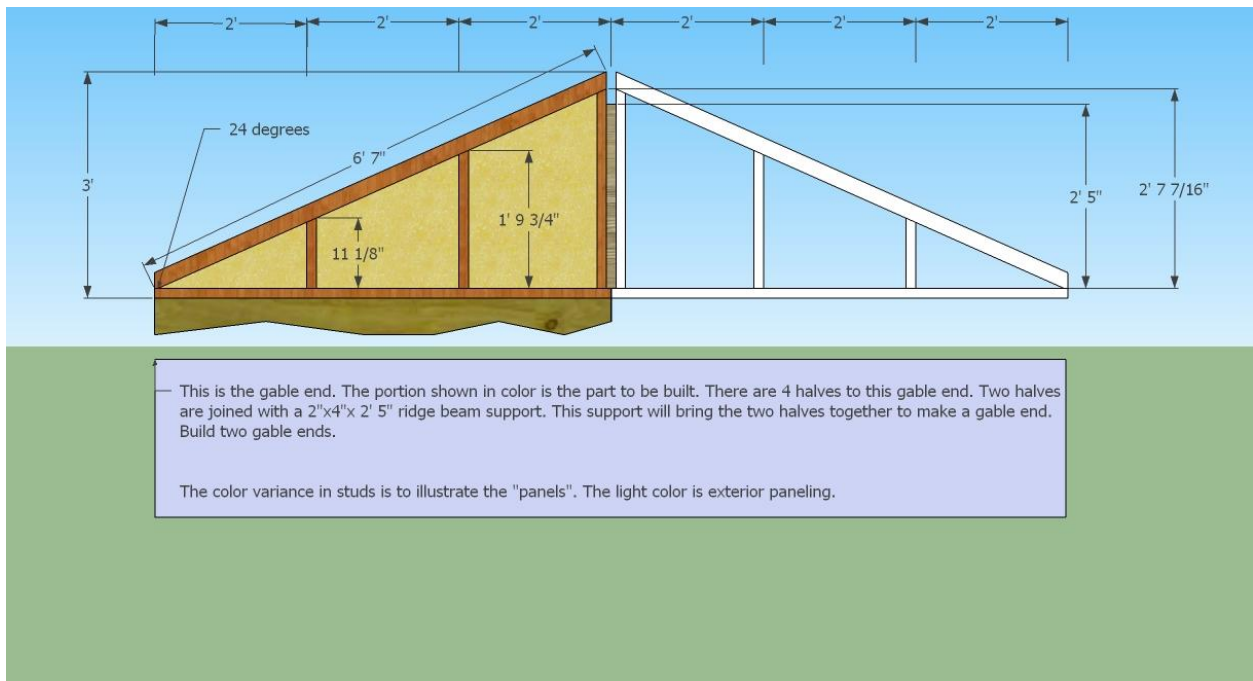 2' 2' 2' 2' 2' 2'
24 degrees
6' 7"
3'
2' 5"
2' 7 7/16"
1' 9 3/4"
11 1/8"
This is the gable end. The portion shown in color is the part to be built. There are 4 halves to this gable end. Two halves
are joined with a 2"x4"x 2' 5" ridge beam support. This support will bring the two halves together to make a gable end.
Build two gable ends.
The color variance in studs is to illustrate the "panels". The light color is exterior paneling.